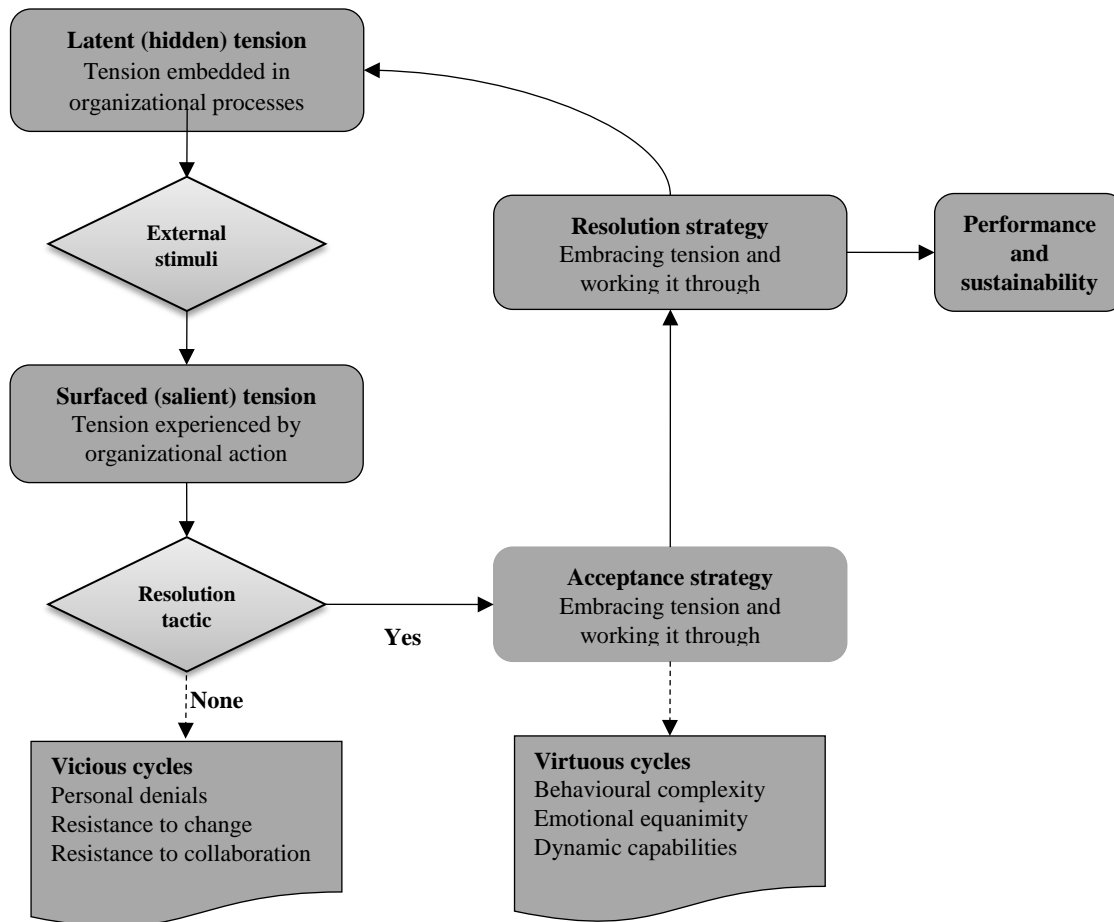 Latent (hidden) tension
Tension embedded in
organizational processes
External
stimuli
Surfaced (salient) tension
Tension experienced by
organizational action
Resolution
tactic
Yes
None
Vicious cycles
Personal denials
Resistance to change
Resistance to collaboration
Resolution strategy
Embracing tension and
working it through
Performance
and
sustainability
Acceptance strategy
Embracing tension and
working it through
Virtuous cycles
Behavioural complexity
Emotional equanimity
Dynamic capabilities